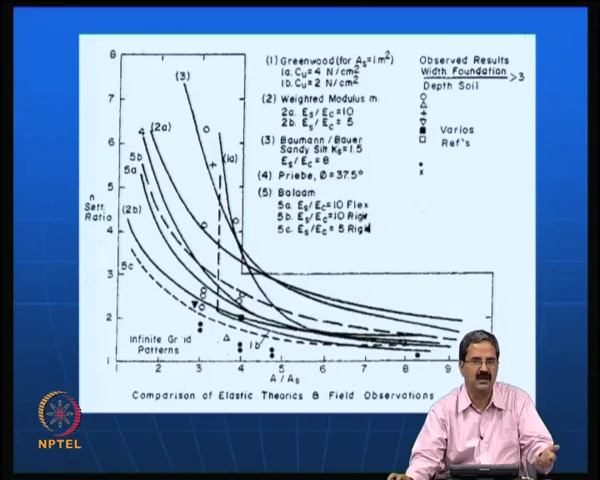 (1) Greenwood (for As=1m²)
1a. Cu=4 N/cm²
1b. Cu=2 N/cm²
(2) Weighted Modulus m.
2a. Es/Ec=10
2b. Es/Ec = 5
(3) Baumann/Bauer
Sandy Silt Ks=1.5
Es/Ec=8
(4) Priebe, Ø=37.5°
(5) Balaam
5a. Es/Ec=10 Flex
5b. Es/Ec=10 Rigid
5c. Es/Ec= 5 Rigid
Observed Results
Width Foundation >3
Depth Soil
Varios
Ref's
8
7
6
5
4
3
2
1
n
Sett.
Ratio
(3)
4
(2a)
(1a)
5b
5a
(2b)
5c
1b
Infinite Grid
Patterns
1 2 3 4 5 6 7 8 9
A/As
Comparison of Elastic Theorics & Field Observations
NPTEL